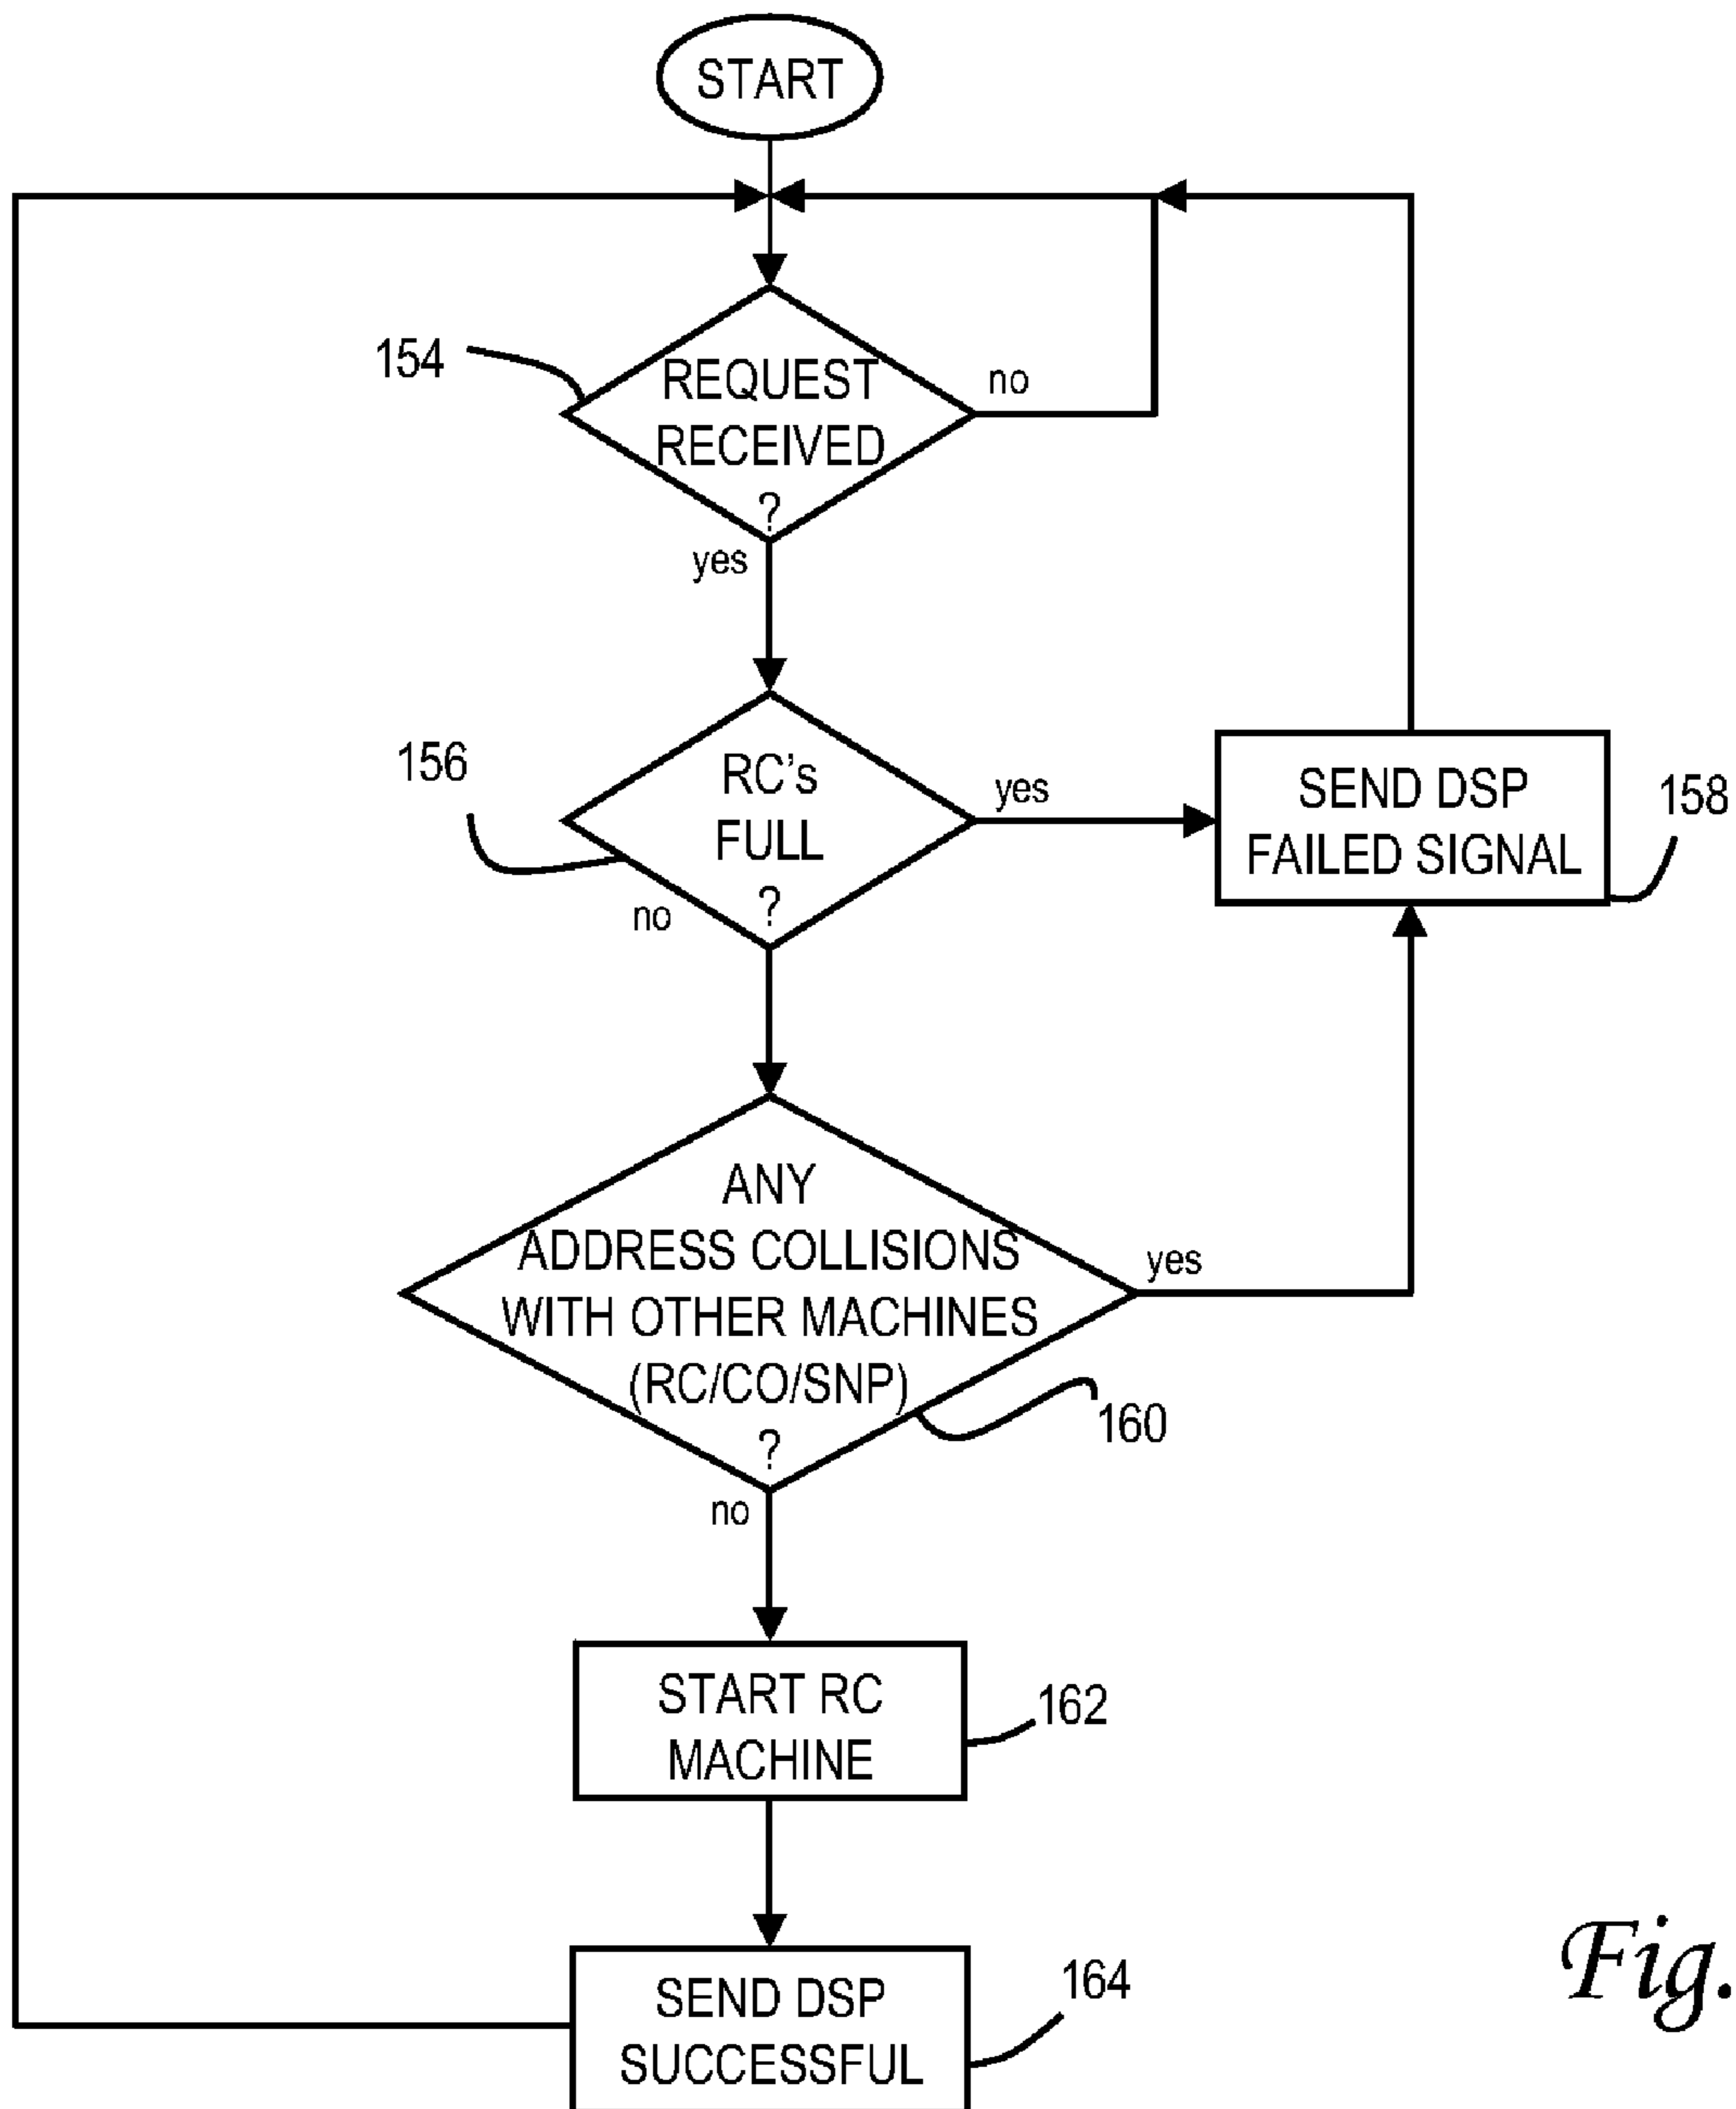 START
154
REQUEST
RECEIVED
?
no
yes
156
RC's
FULL
?
yes
no
SEND DSP
FAILED SIGNAL
158
ANY
ADDRESS COLLISIONS
WITH OTHER MACHINES
(RC/CO/SNP)
?
yes
160
no
START RC
MACHINE
162
SEND DSP
SUCCESSFUL
164
Fig.